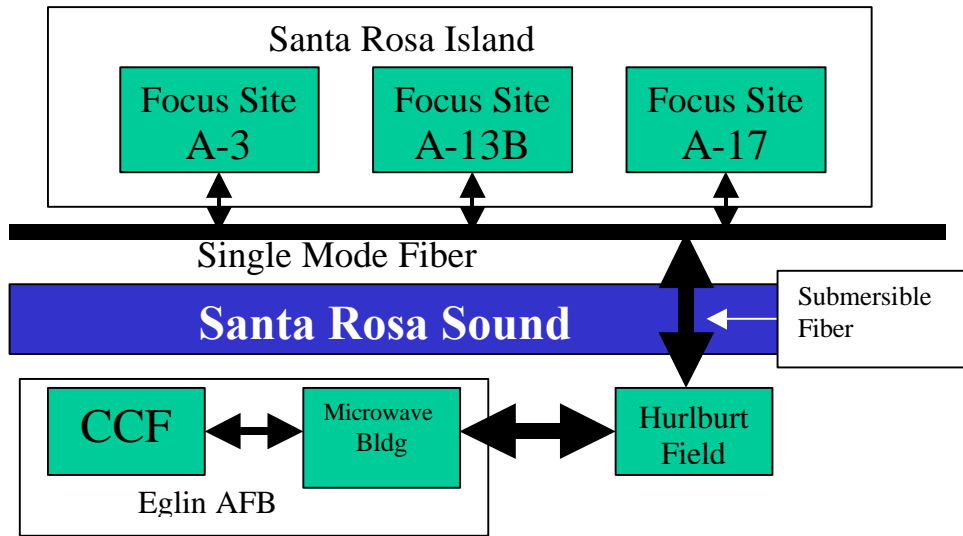 Santa Rosa Island
Focus Site
A-3
Focus Site
A-13B
Focus Site
A-17
Single Mode Fiber
Santa Rosa Sound
Submersible
Fiber
CCF
Microwave
Bldg
Hurlburt
Field
Eglin AFB